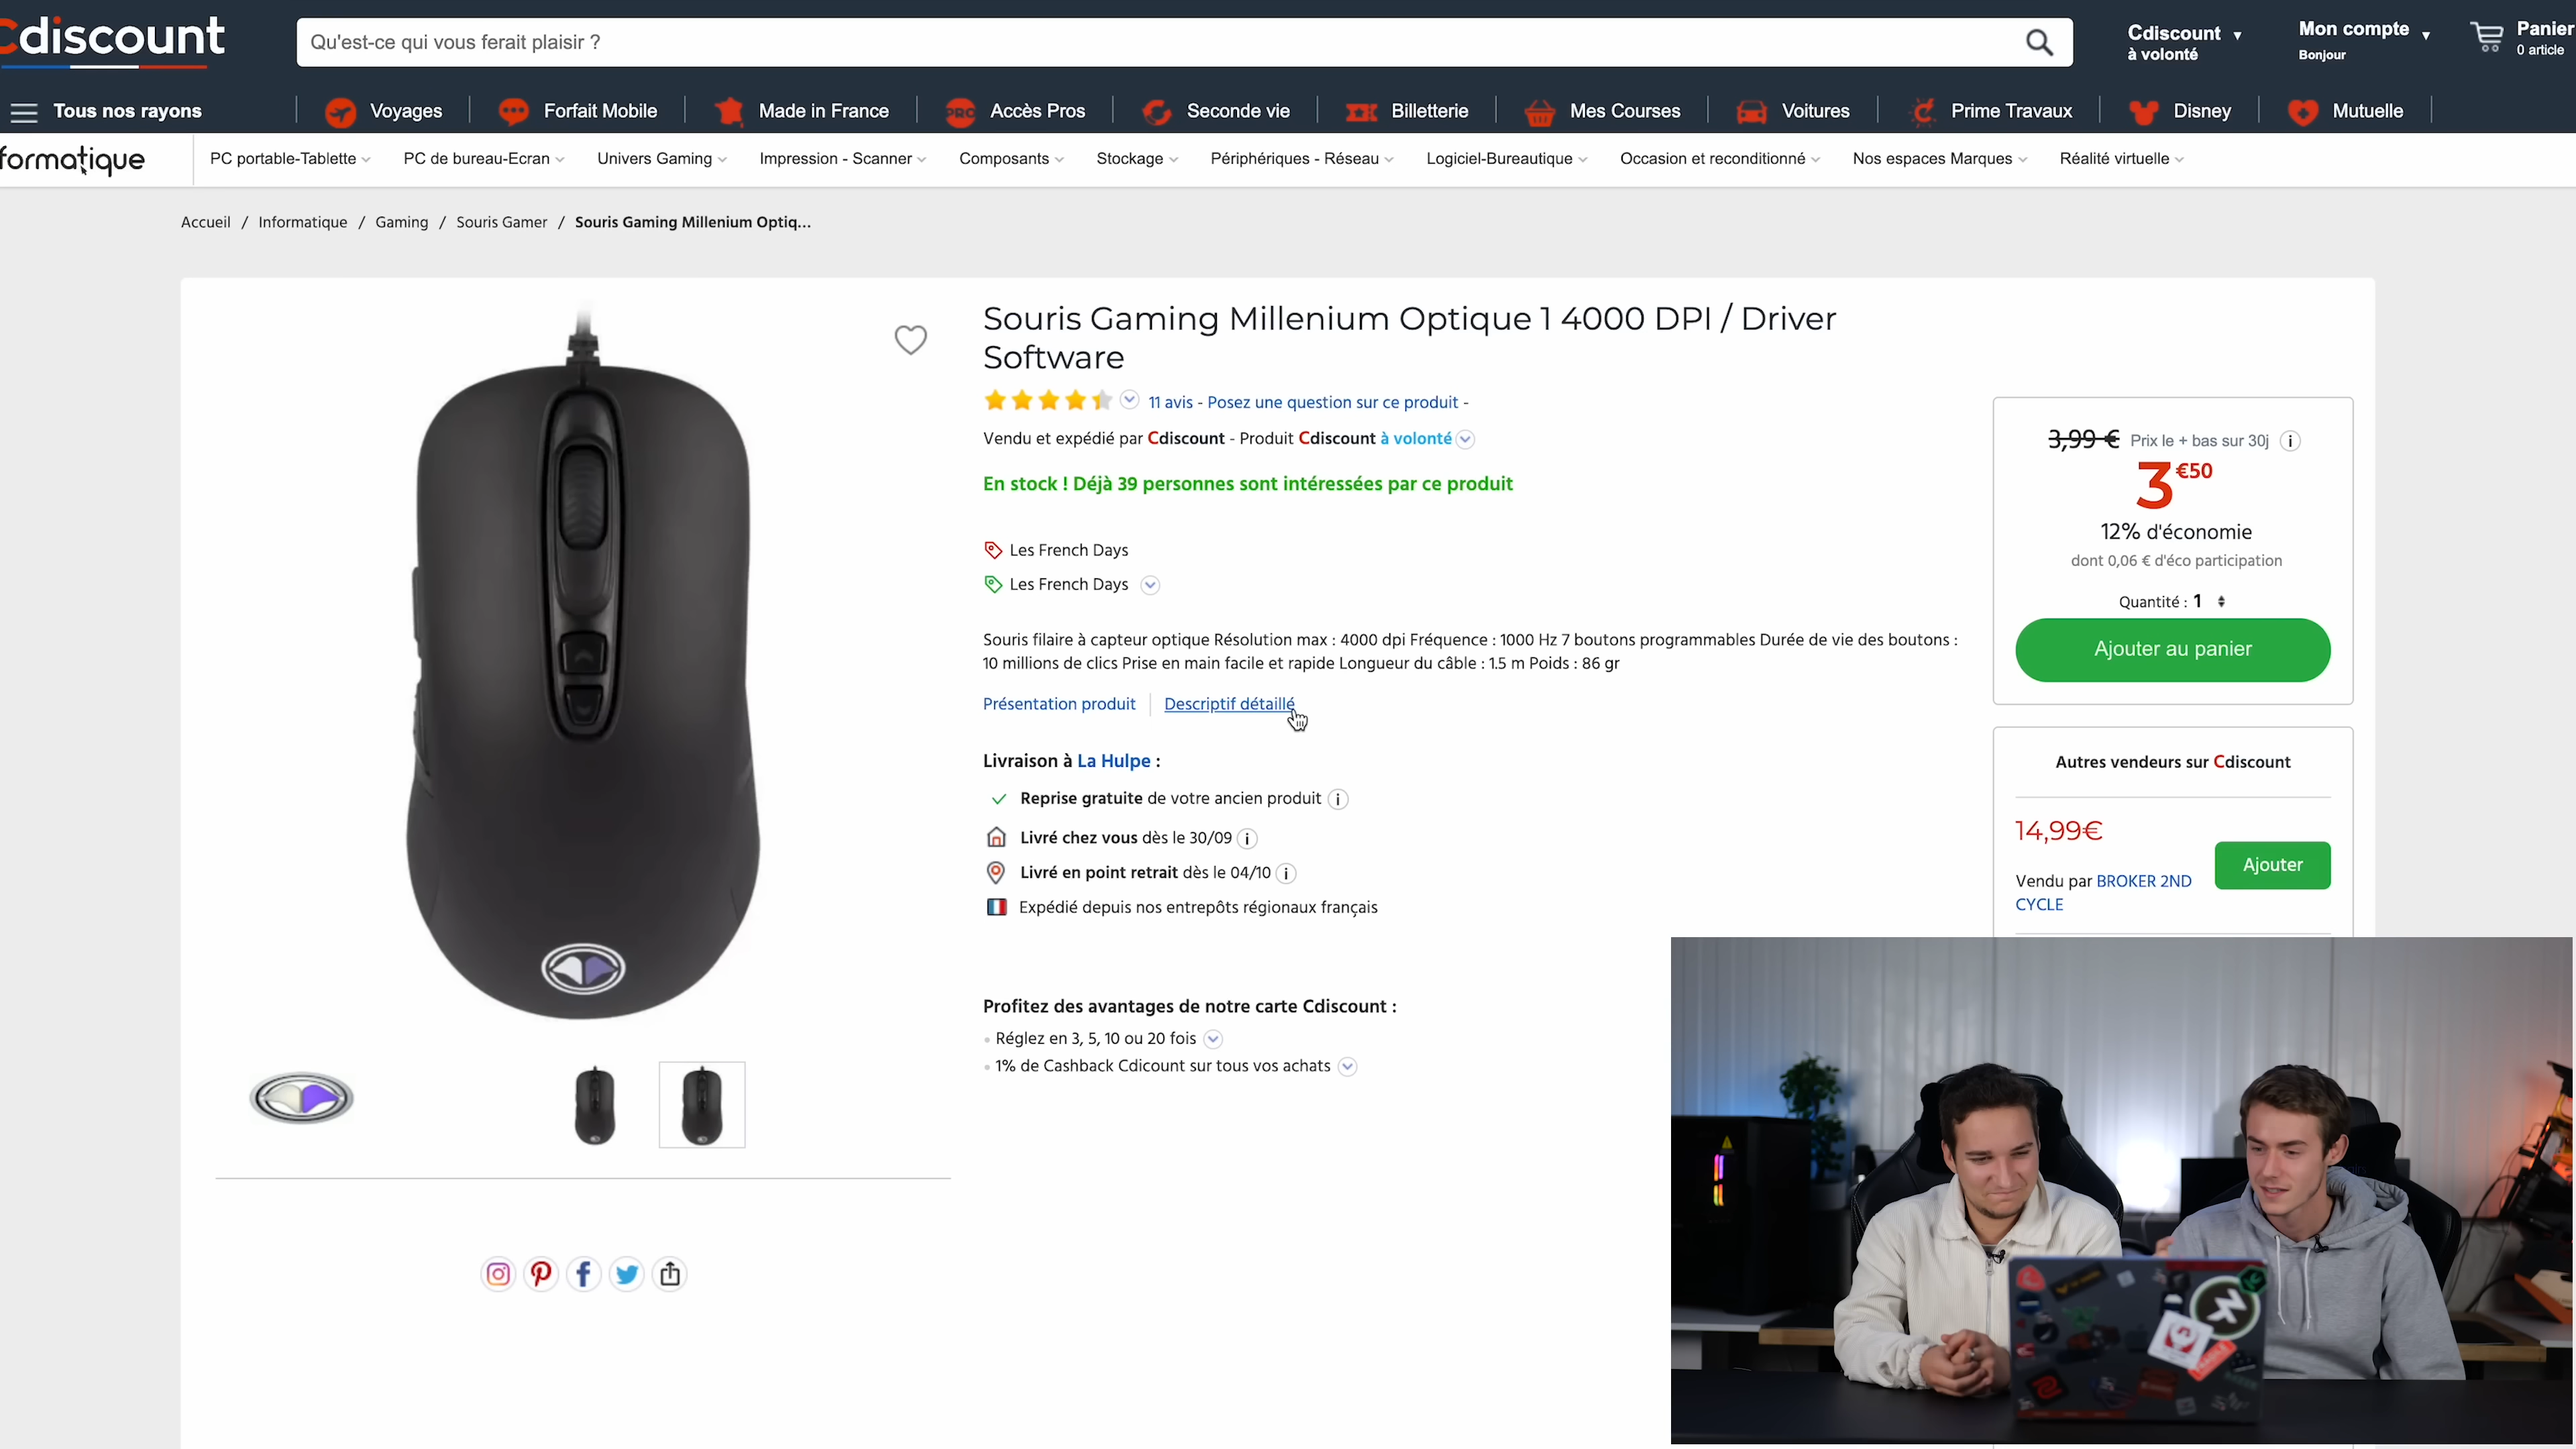 Cdiscount
Qu'est-ce qui vous ferait plaisir ?
Cdiscount
à volonté
Mon compte
Bonjour
Panier
0 article
Tous nos rayons
Voyages
Forfait Mobile
Made in France
PRO
Accès Pros
Seconde vie
Billetterie
Mes Courses
Voitures
Prime Travaux
Disney
Mutuelle
formatique
PC portable-Tablette
PC de bureau-Ecran
Univers Gaming
Impression - Scanner
Composants
Stockage
Périphériques - Réseau
Logiciel-Bureautique
Occasion et reconditionné
Nos espaces Marques
Réalité virtuelle
Accueil / Informatique / Gaming / Souris Gamer / Souris Gaming Millenium Optiq...
Souris Gaming Millenium Optique 1 4000 DPI / Driver
Software
11 avis - Posez une question sur ce produit -
Vendu et expédié par Cdiscount - Produit Cdiscount à volonté
En stock ! Déjà 39 personnes sont intéressées par ce produit
Les French Days
Les French Days
Souris filaire à capteur optique Résolution max : 4000 dpi Fréquence : 1000 Hz 7 boutons programmables Durée de vie des boutons :
10 millions de clics Prise en main facile et rapide Longueur du câble : 1.5 m Poids : 86 gr
Présentation produit
Descriptif détaillé
Livraison à La Hulpe :
Reprise gratuite de votre ancien produit
Livré chez vous dès le 30/09
Livré en point retrait dès le 04/10
Expédié depuis nos entrepôts régionaux français
Profitez des avantages de notre carte Cdiscount :
Réglez en 3, 5, 10 ou 20 fois
1% de Cashback Cdicount sur tous vos achats
3,99 € Prix le + bas sur 30j
3 €50
12% d'économie
dont 0,06 € d'éco participation
Quantité : 1
Ajouter au panier
Autres vendeurs sur Cdiscount
14,99€
Vendu par BROKER 2ND
CYCLE
Ajouter